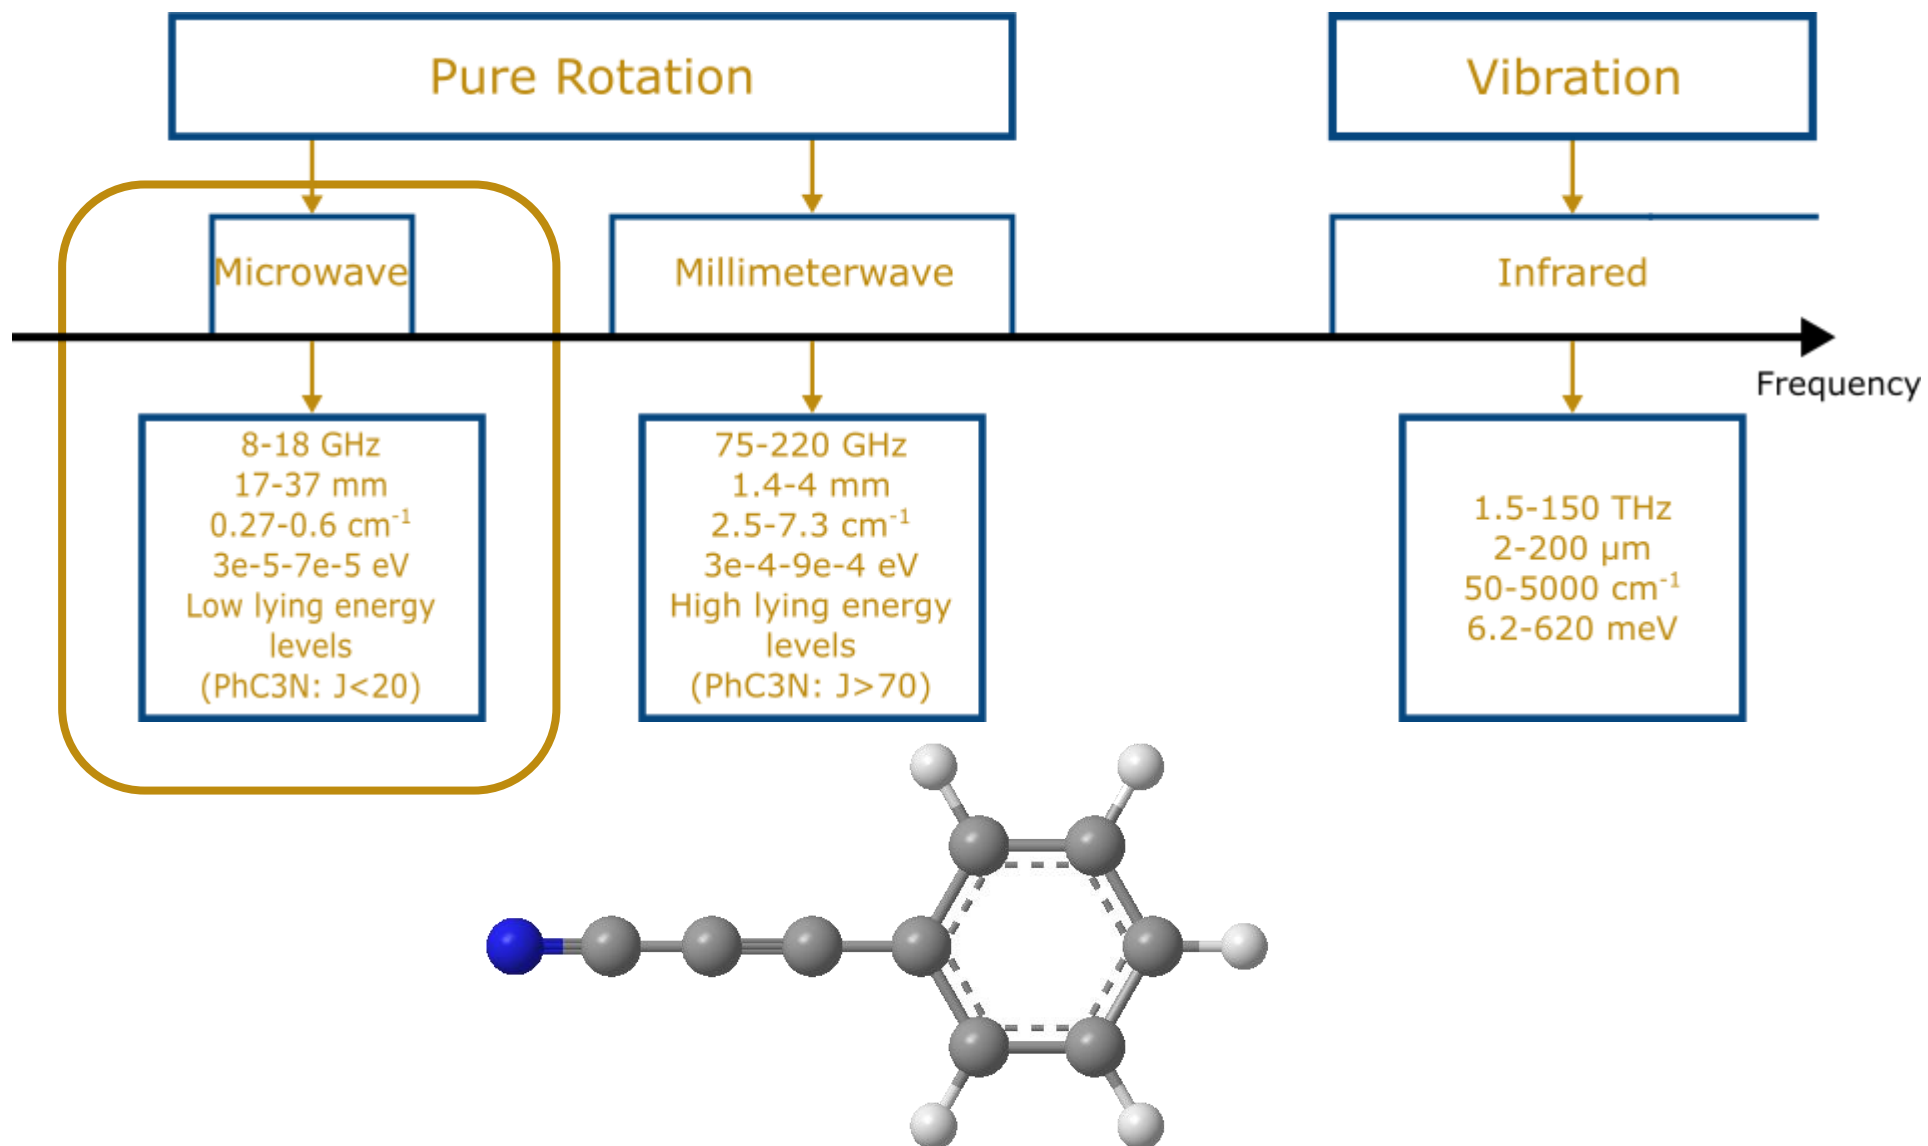 Pure Rotation
Vibration
Microwave
Millimeterwave
Infrared
Frequency
8-18 GHz
17-37 mm
0.27-0.6 cm⁻¹
3e-5-7e-5 eV
Low lying energy
levels
(PhC3N: J<20)
75-220 GHz
1.4-4 mm
2.5-7.3 cm⁻¹
3e-4-9e-4 eV
High lying energy
levels
(PhC3N: J>70)
1.5-150 THz
2-200 µm
50-5000 cm⁻¹
6.2-620 meV